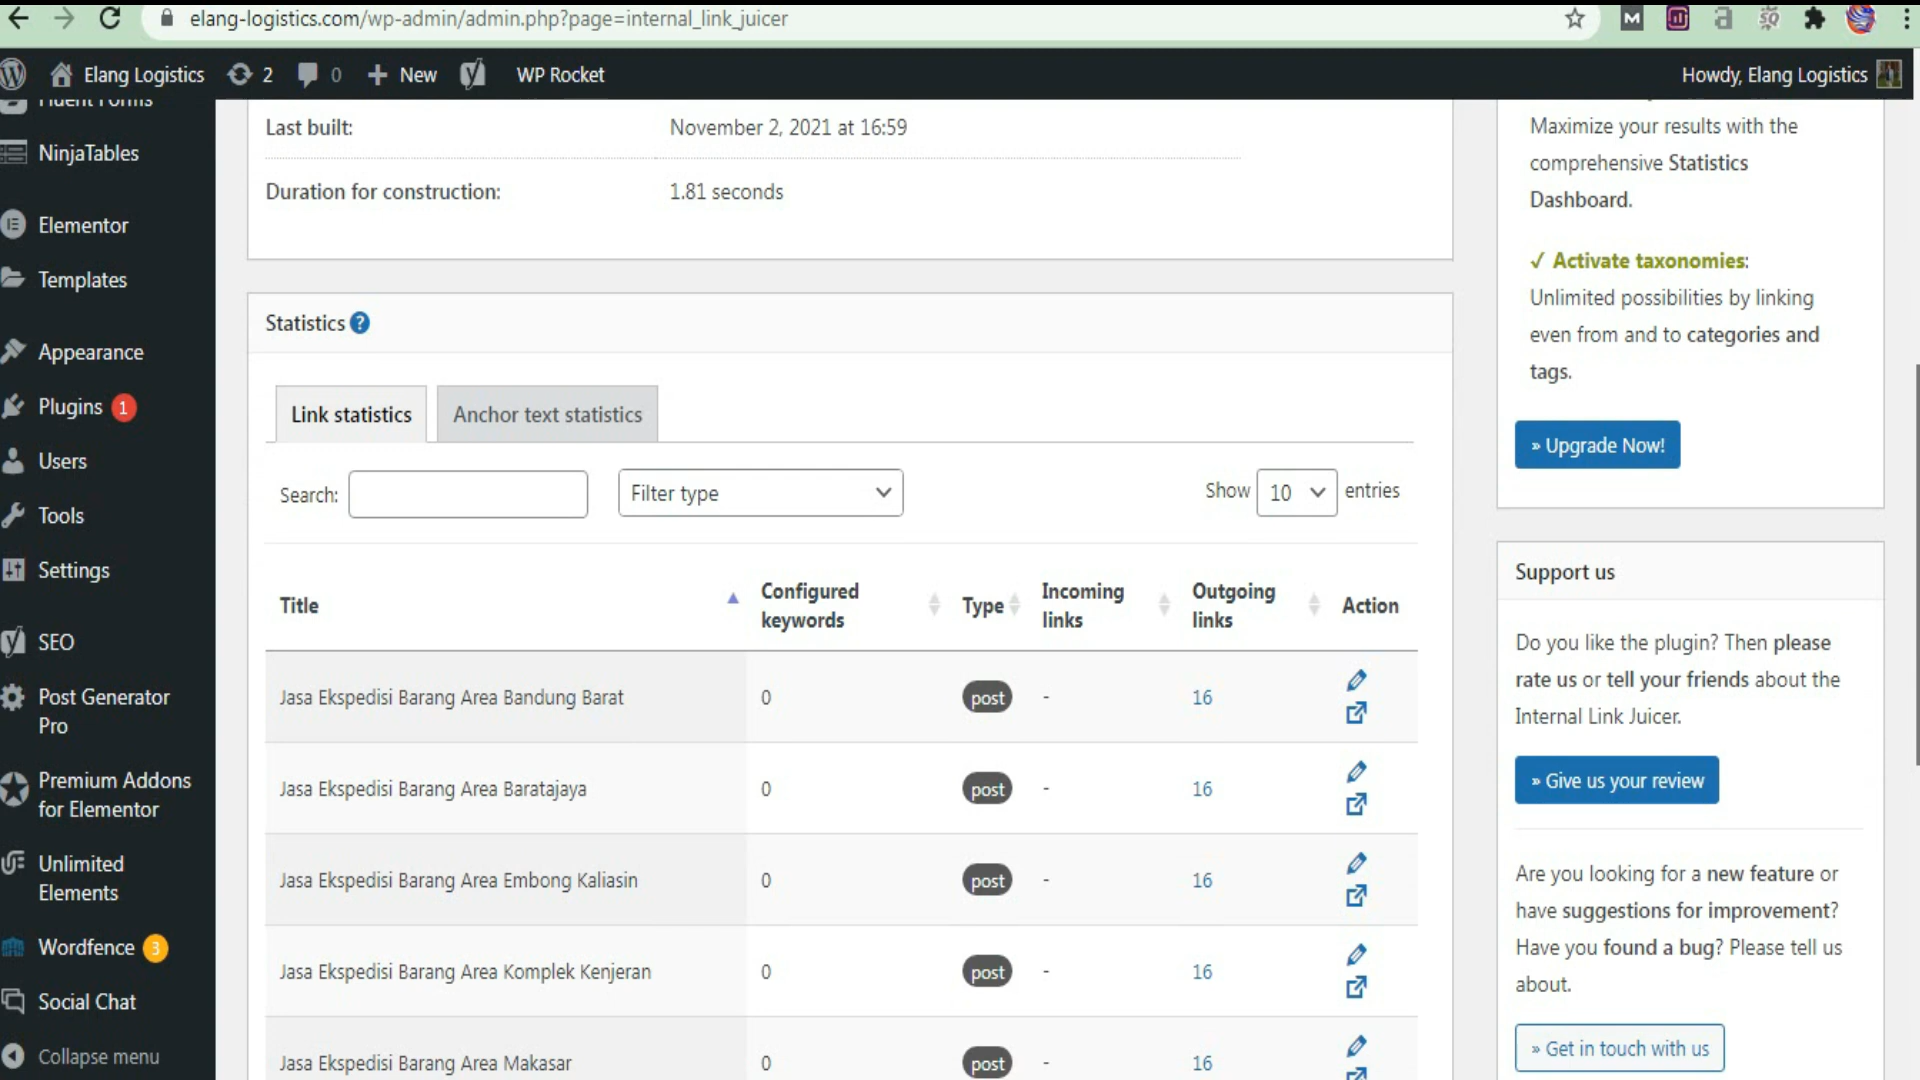 elang-logistics.com/wp-admin/admin.php?page=internal_link_juicer
Elang Logistics
2
0
New
WP Rocket
Howdy, Elang Logistics
Fluent Forms
NinjaTables
Elementor
Templates
Appearance
Plugins 1
Users
Tools
Settings
SEO
Post Generator
Pro
Premium Addons
for Elementor
Unlimited
Elements
Wordfence 3
Social Chat
Collapse menu
Last built: November 2, 2021 at 16:59
Duration for construction: 1.81 seconds
Statistics ?
Link statistics Anchor text statistics
Search: Filter type Show 10 entries
Title Configured keywords Type Incoming links Outgoing links Action
Jasa Ekspedisi Barang Area Bandung Barat 0 post - 16
Jasa Ekspedisi Barang Area Baratajaya 0 post - 16
Jasa Ekspedisi Barang Area Embong Kaliasin 0 post - 16
Jasa Ekspedisi Barang Area Komplek Kenjeran 0 post - 16
Jasa Ekspedisi Barang Area Makasar 0 post - 16
Maximize your results with the
comprehensive Statistics
Dashboard.
✓ Activate taxonomies:
Unlimited possibilities by linking
even from and to categories and
tags.
» Upgrade Now!
Support us
Do you like the plugin? Then please
rate us or tell your friends about the
Internal Link Juicer.
» Give us your review
Are you looking for a new feature or
have suggestions for improvement?
Have you found a bug? Please tell us
about.
» Get in touch with us